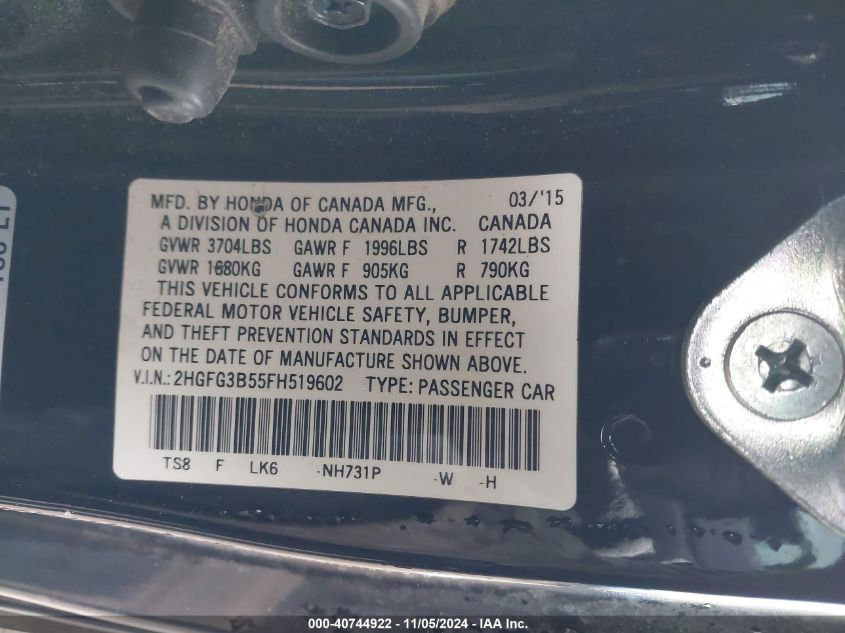 MFD. BY HONDA OF CANADA MFG., 03/'15
A DIVISION OF HONDA CANADA INC. CANADA
GVWR 3704LBS GAWR F 1996LBS R 1742LBS
GVWR 1680KG GAWR F 905KG R 790KG
THIS VEHICLE CONFORMS TO ALL APPLICABLE
FEDERAL MOTOR VEHICLE SAFETY, BUMPER,
AND THEFT PREVENTION STANDARDS IN EFFECT
ON THE DATE OF MANUFACTURE SHOWN ABOVE.
V.I.N.: 2HGFG3B55FH519602 TYPE: PASSENGER CAR
TS8 F LK6 -NH731P -W -H
000-40744922 - 11/05/2024 - IAA Inc.